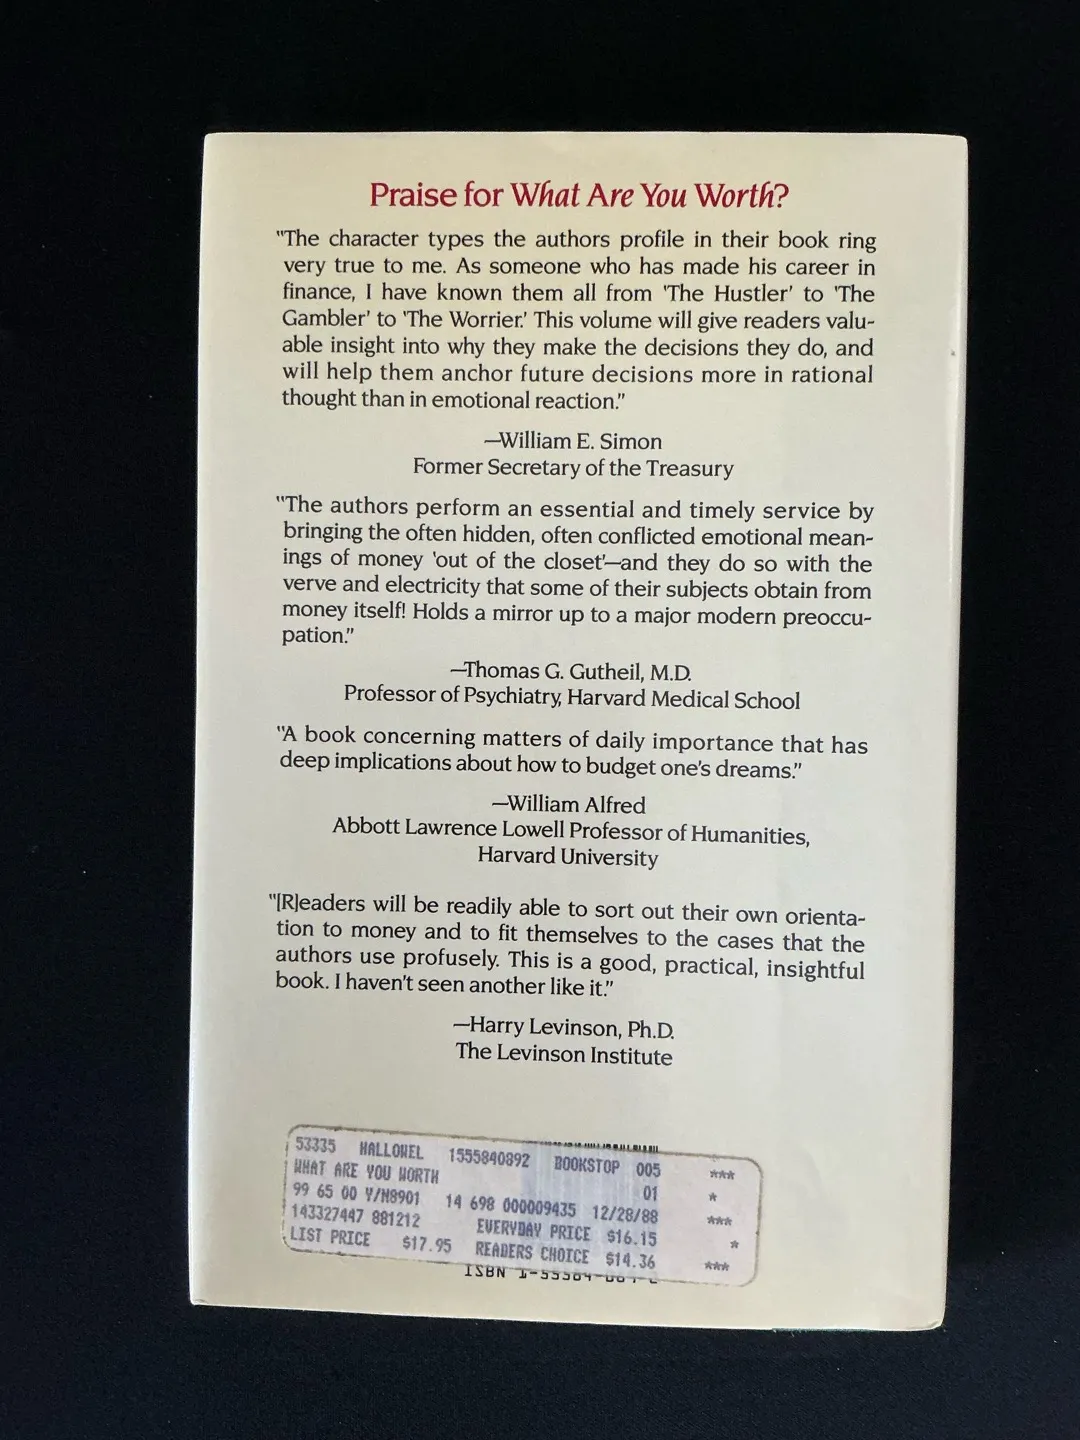 Praise for What Are You Worth?
"The character types the authors profile in their book ring
very true to me. As someone who has made his career in
finance, I have known them all from 'The Hustler' to 'The
Gambler' to 'The Worrier.' This volume will give readers valu-
able insight into why they make the decisions they do, and
will help them anchor future decisions more in rational
thought than in emotional reaction."
—William E. Simon
Former Secretary of the Treasury
"The authors perform an essential and timely service by
bringing the often hidden, often conflicted emotional mean-
ings of money 'out of the closet'—and they do so with the
verve and electricity that some of their subjects obtain from
money itself! Holds a mirror up to a major modern preoccu-
pation."
—Thomas G. Gutheil, M.D.
Professor of Psychiatry, Harvard Medical School
"A book concerning matters of daily importance that has
deep implications about how to budget one's dreams."
—William Alfred
Abbott Lawrence Lowell Professor of Humanities,
Harvard University
"[R]eaders will be readily able to sort out their own orienta-
tion to money and to fit themselves to the cases that the
authors use profusely. This is a good, practical, insightful
book. I haven't seen another like it."
—Harry Levinson, Ph.D.
The Levinson Institute
53335 HALLOWEL 1555840892 BOOKSTOP 005 ***
WHAT ARE YOU WORTH 01 *
99 65 00 Y/N8901 14 698 000009435 12/28/88 ***
143327447 881212 EVERYDAY PRICE $16.15 *
LIST PRICE $17.95 READERS CHOICE $14.36 ***
ISBN